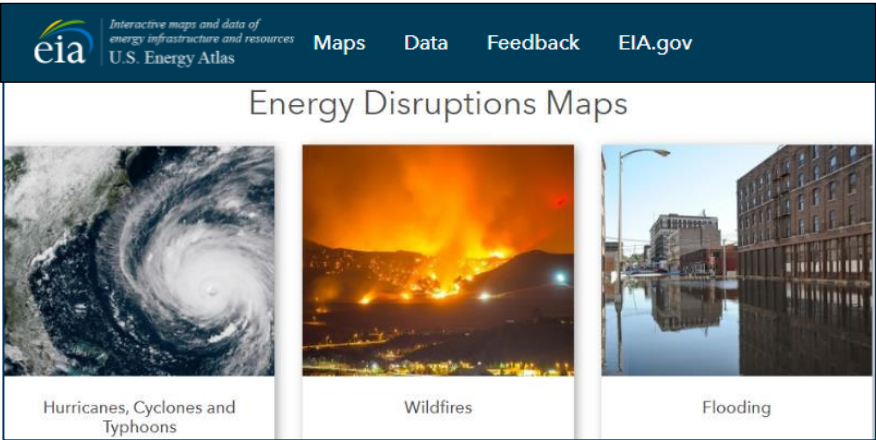 eia
Interactive maps and data of
energy infrastructure and resources
U.S. Energy Atlas
Maps Data Feedback EIA.gov
Energy Disruptions Maps
Hurricanes, Cyclones and
Typhoons
Wildfires
Flooding